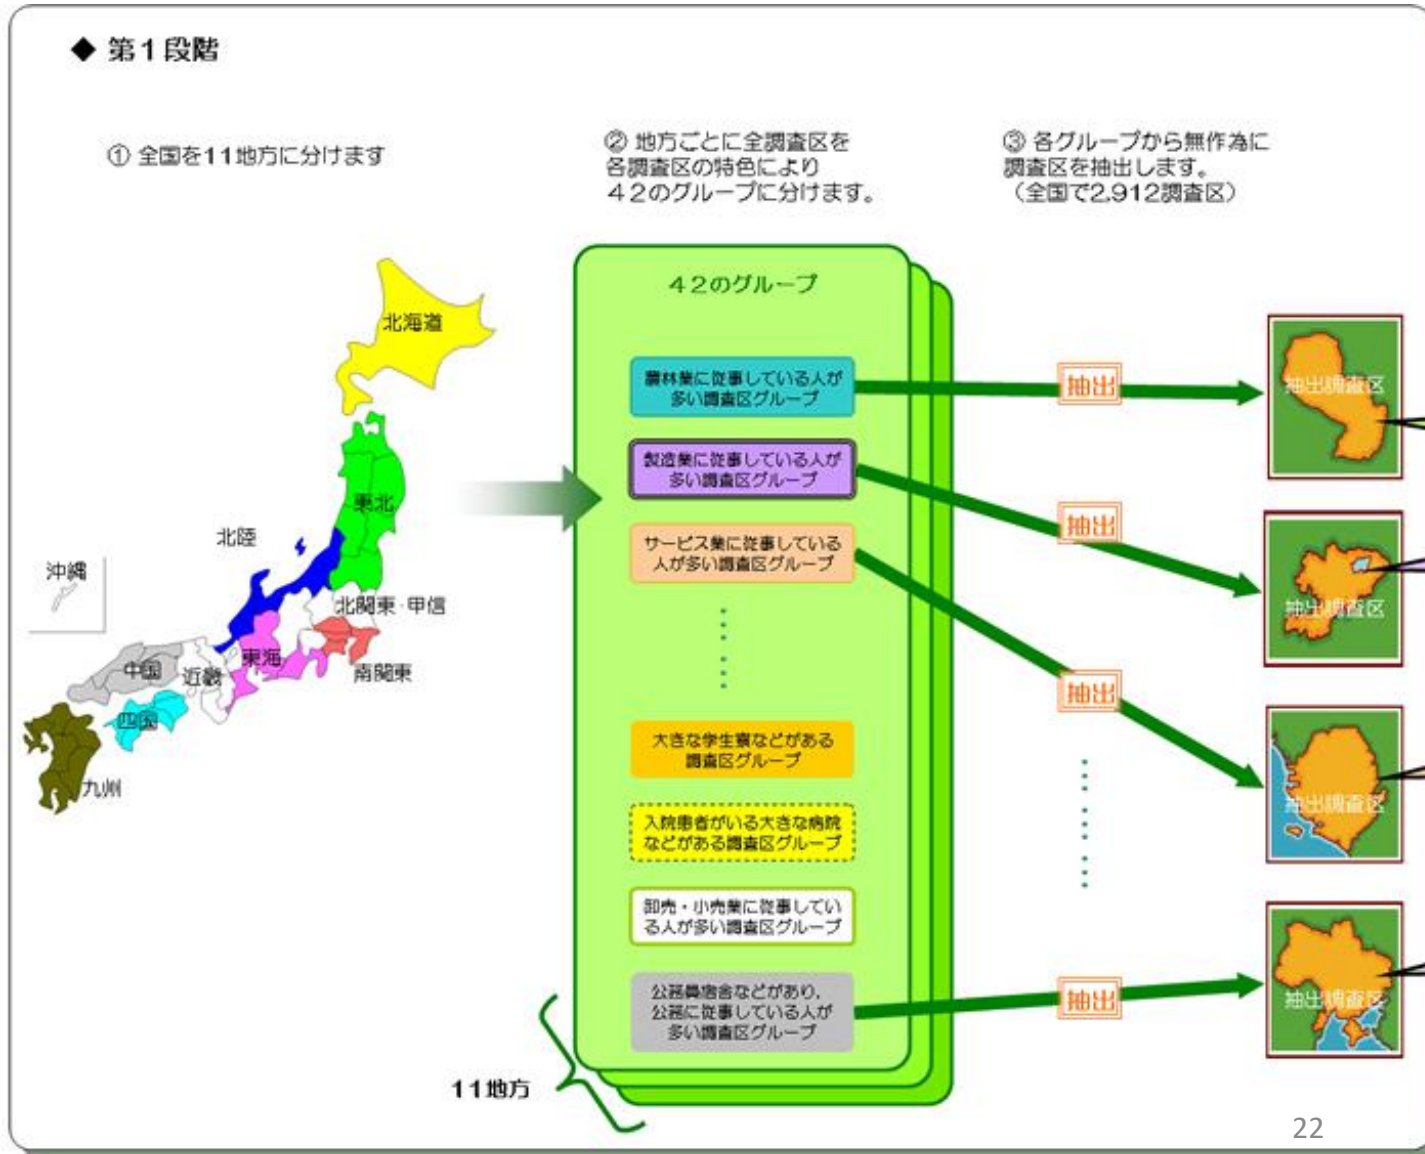 ◆ 第1段階
① 全国を11地方に分けます
② 地方ごとに全調査区を
各調査区の特色により
42のグループに分けます。
③ 各グループから無作為に
調査区を抽出します。
（全国で2,912調査区）
北海道
東北
北陸
沖縄
北関東・甲信
東海
中国
近畿
南関東
四国
九州
42のグループ
農林業に従事している人が
多い調査区グループ
製造業に従事している人が
多い調査区グループ
サービス業に従事している
人が多い調査区グループ
大きな学生寮などがある
調査区グループ
入院患者がいる大きな病院
などがある調査区グループ
卸売・小売業に従事してい
る人が多い調査区グループ
公務員宿舎などがあり，
公務に従事している人が
多い調査区グループ
11地方
抽出
抽出
抽出
抽出
抽出調査区
抽出調査区
抽出調査区
抽出調査区
22